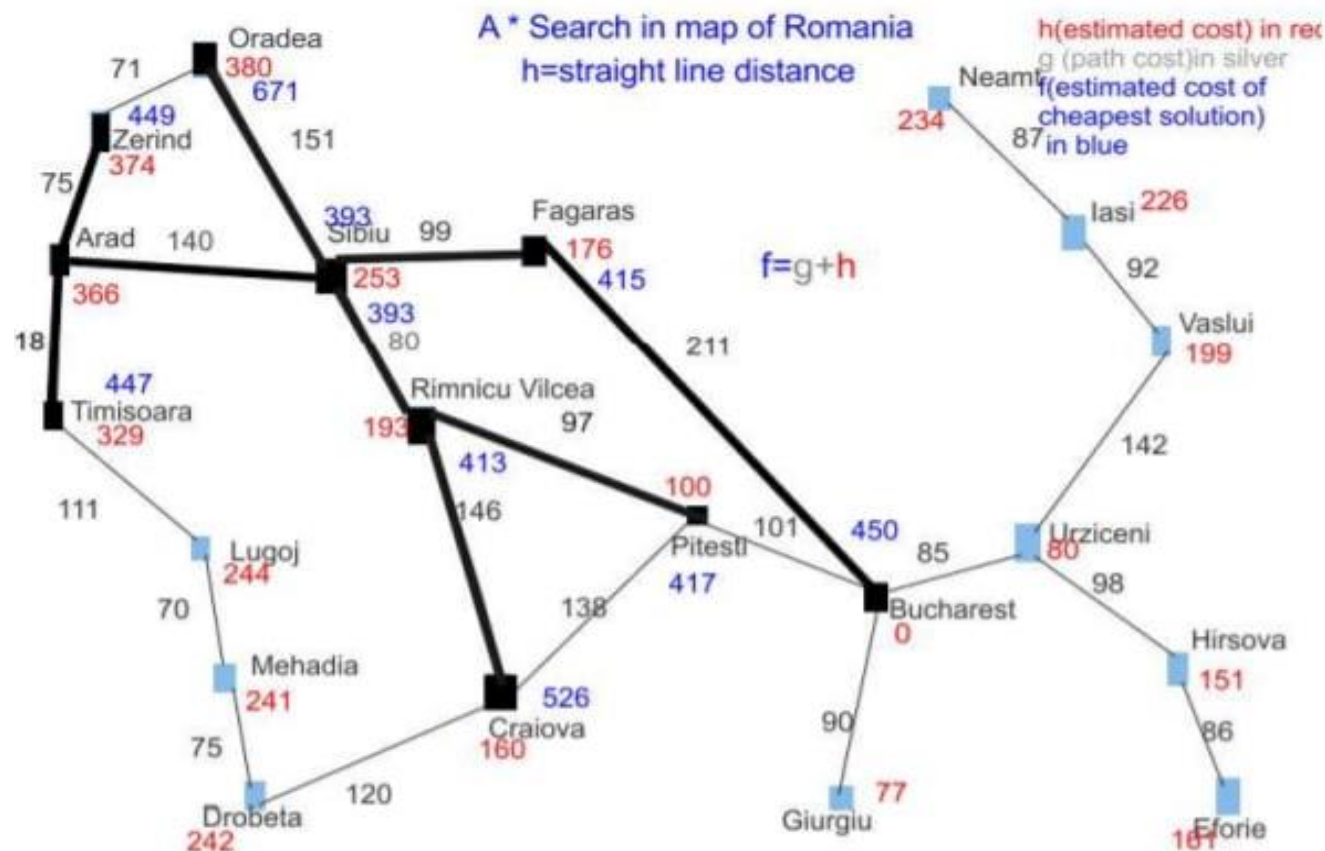 A * Search in map of Romania
h=straight line distance
h(estimated cost) in rec
g (path cost)in silver
f(estimated cost of
cheapest solution)
in blue
Oradea
380
671
71
449
Zerind
374
151
75
Arad
140
366
393
Sibiu
253
99
Fagaras
176
415
f=g+h
Neamt
234
87
Iasi
226
92
Vaslui
199
18
447
Timisoara
329
393
80
Rimnicu Vilcea
193
97
413
211
142
111
146
100
Pitesti
417
101
450
85
Urziceni
80
98
Lugoj
244
70
138
Bucharest
0
Hirsova
151
Mehadia
241
75
526
Craiova
160
90
86
Drobeta
242
120
Giurgiu
77
Eforie
161